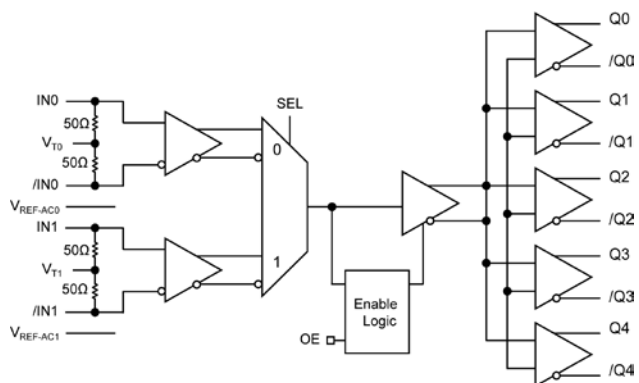 IN0
50Ω
VT0
50Ω
/IN0
VREF-AC0
IN1
50Ω
VT1
50Ω
/IN1
VREF-AC1
SEL
0
1
Enable
Logic
OE
Q0
/Q0
Q1
/Q1
Q2
/Q2
Q3
/Q3
Q4
/Q4